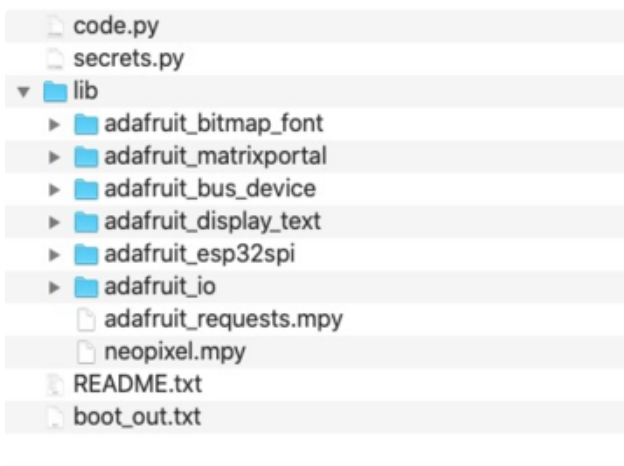 code.py
secrets.py
lib
adafruit_bitmap_font
adafruit_matrixportal
adafruit_bus_device
adafruit_display_text
adafruit_esp32spi
adafruit_io
adafruit_requests.mpy
neopixel.mpy
README.txt
boot_out.txt